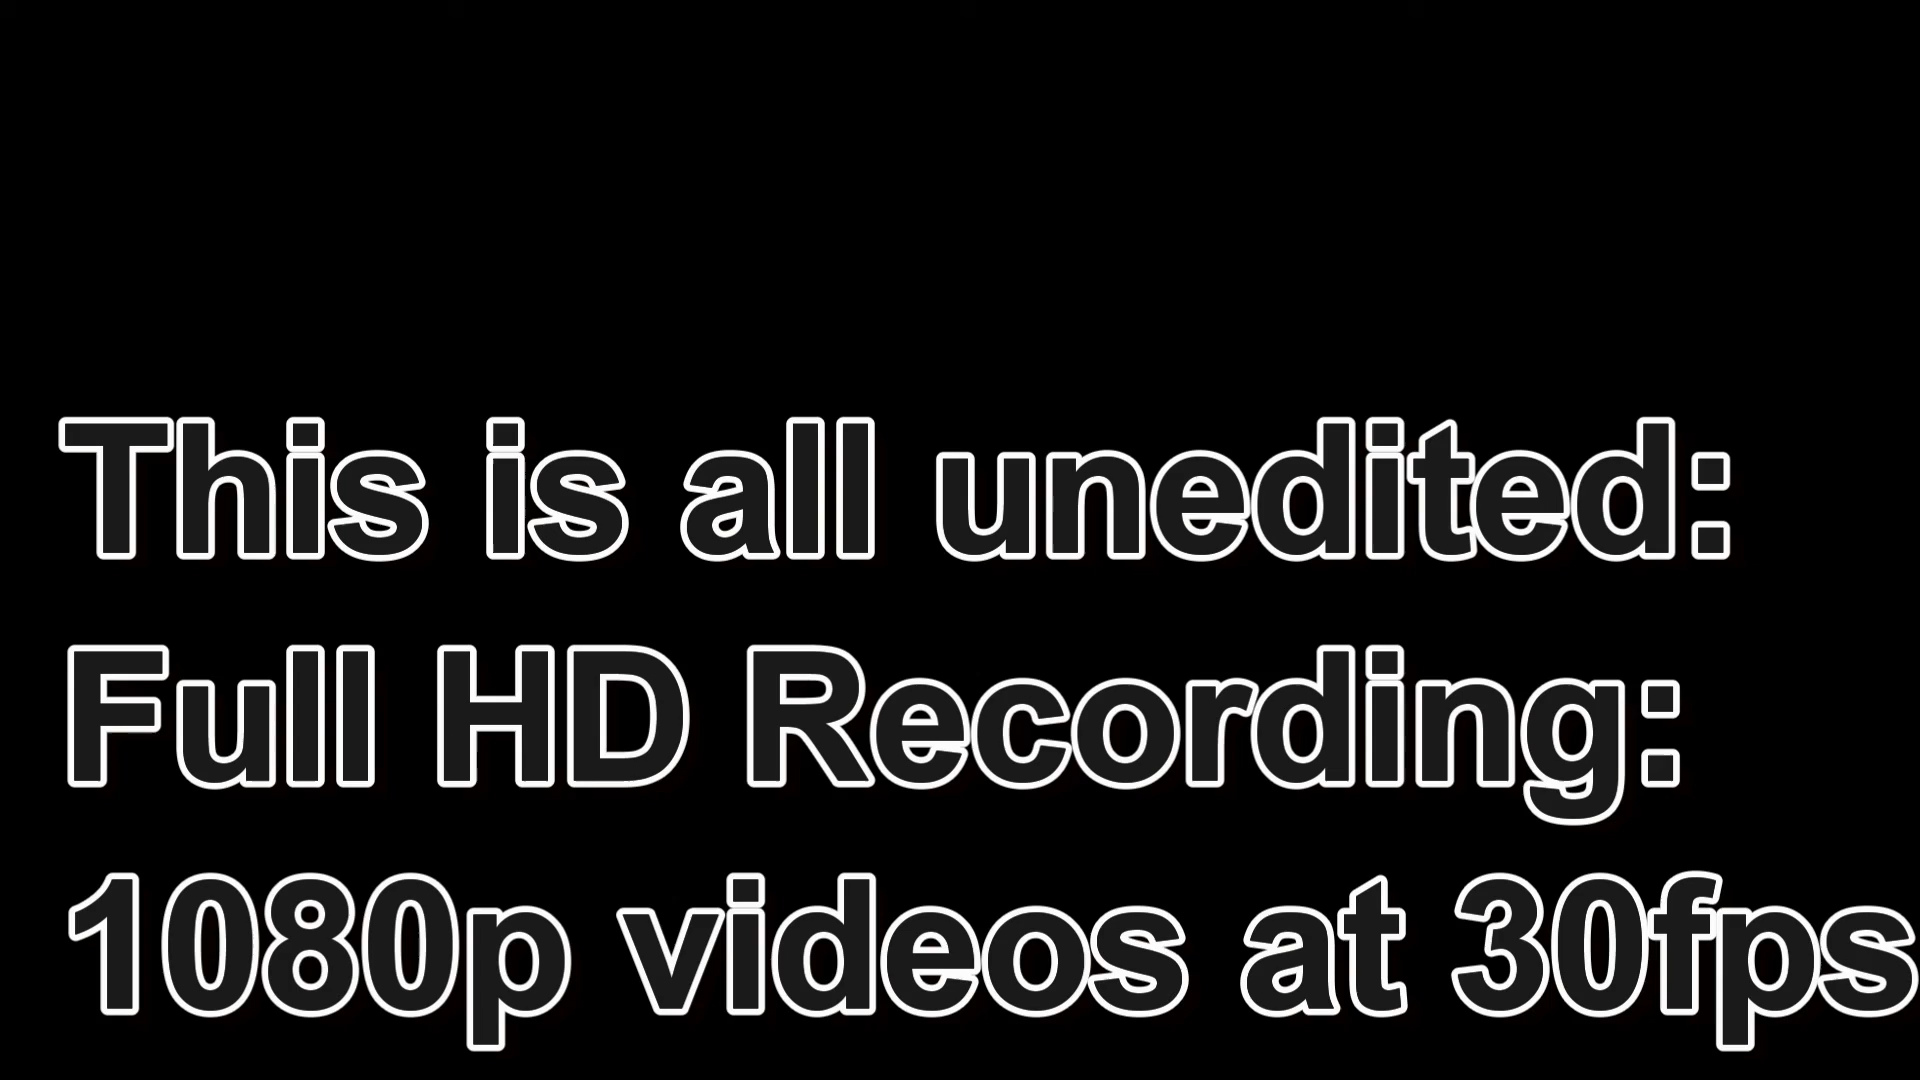 This is all unedited:
Full HD Recording:
1080p videos at 30fps